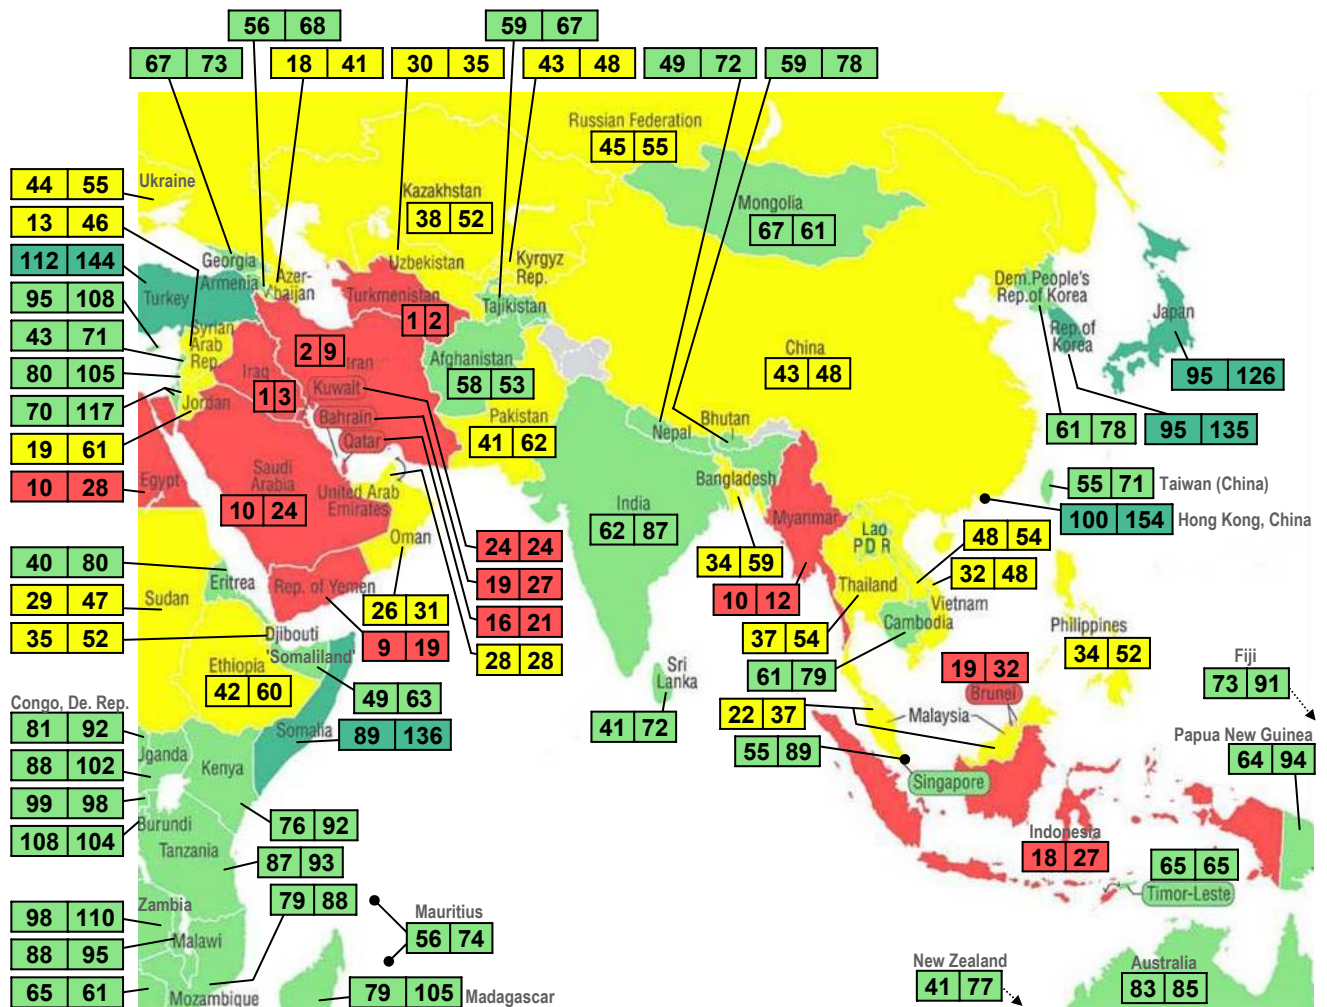 56 68
59 67
67 73
18 41
30 35
43 48
49 72
59 78
Russian Federation
45 55
44 55
Ukraine
Kazakhstan
38 52
Mongolia
67 61
13 46
Georgia
Uzbekistan
Kyrgyz
Rep.
112 144
Armenia
Azer-
baijan
Turkey
Turkmenistan
Tajikistan
Dem.People's
Rep.of Korea
Japan
95 108
1 2
Rep.of
Korea
43 71
Syrian
Arab
Rep.
2 9
Iran
Afghanistan
China
80 105
Iraq
Kuwait
58 53
43 48
95 126
70 117
1 3
Jordan
Bahrain
Pakistan
Bhutan
Nepal
61 78
95 135
19 61
Qatar
41 62
10 28
Egypt
Saudi
Arabia
United Arab
Emirates
Bangladesh
55 71
Taiwan (China)
10 24
India
62 87
Myanmar
100 154
Hong Kong, China
Oman
24 24
Lao
P D R
48 54
40 80
Eritrea
Rep. of Yemen
19 27
34 59
32 48
29 47
Sudan
26 31
10 12
Thailand
Vietnam
16 21
Cambodia
35 52
Djibouti
9 19
37 54
Philippines
'Somaliland'
28 28
34 52
Ethiopia
42 60
Sri
Lanka
61 79
19 32
Brunei
Fiji
73 91
49 63
Congo, De. Rep.
81 92
Somalia
89 136
41 72
22 37
Malaysia
Papua New Guinea
64 94
Uganda
Kenya
55 89
88 102
Singapore
99 98
Burundi
76 92
108 104
Tanzania
87 93
Indonesia
18 27
65 65
Timor-Leste
79 88
Zambia
98 110
Mauritius
56 74
Malawi
88 95
New Zealand
41 77
Australia
83 85
65 61
Mozambique
79 105
Madagascar